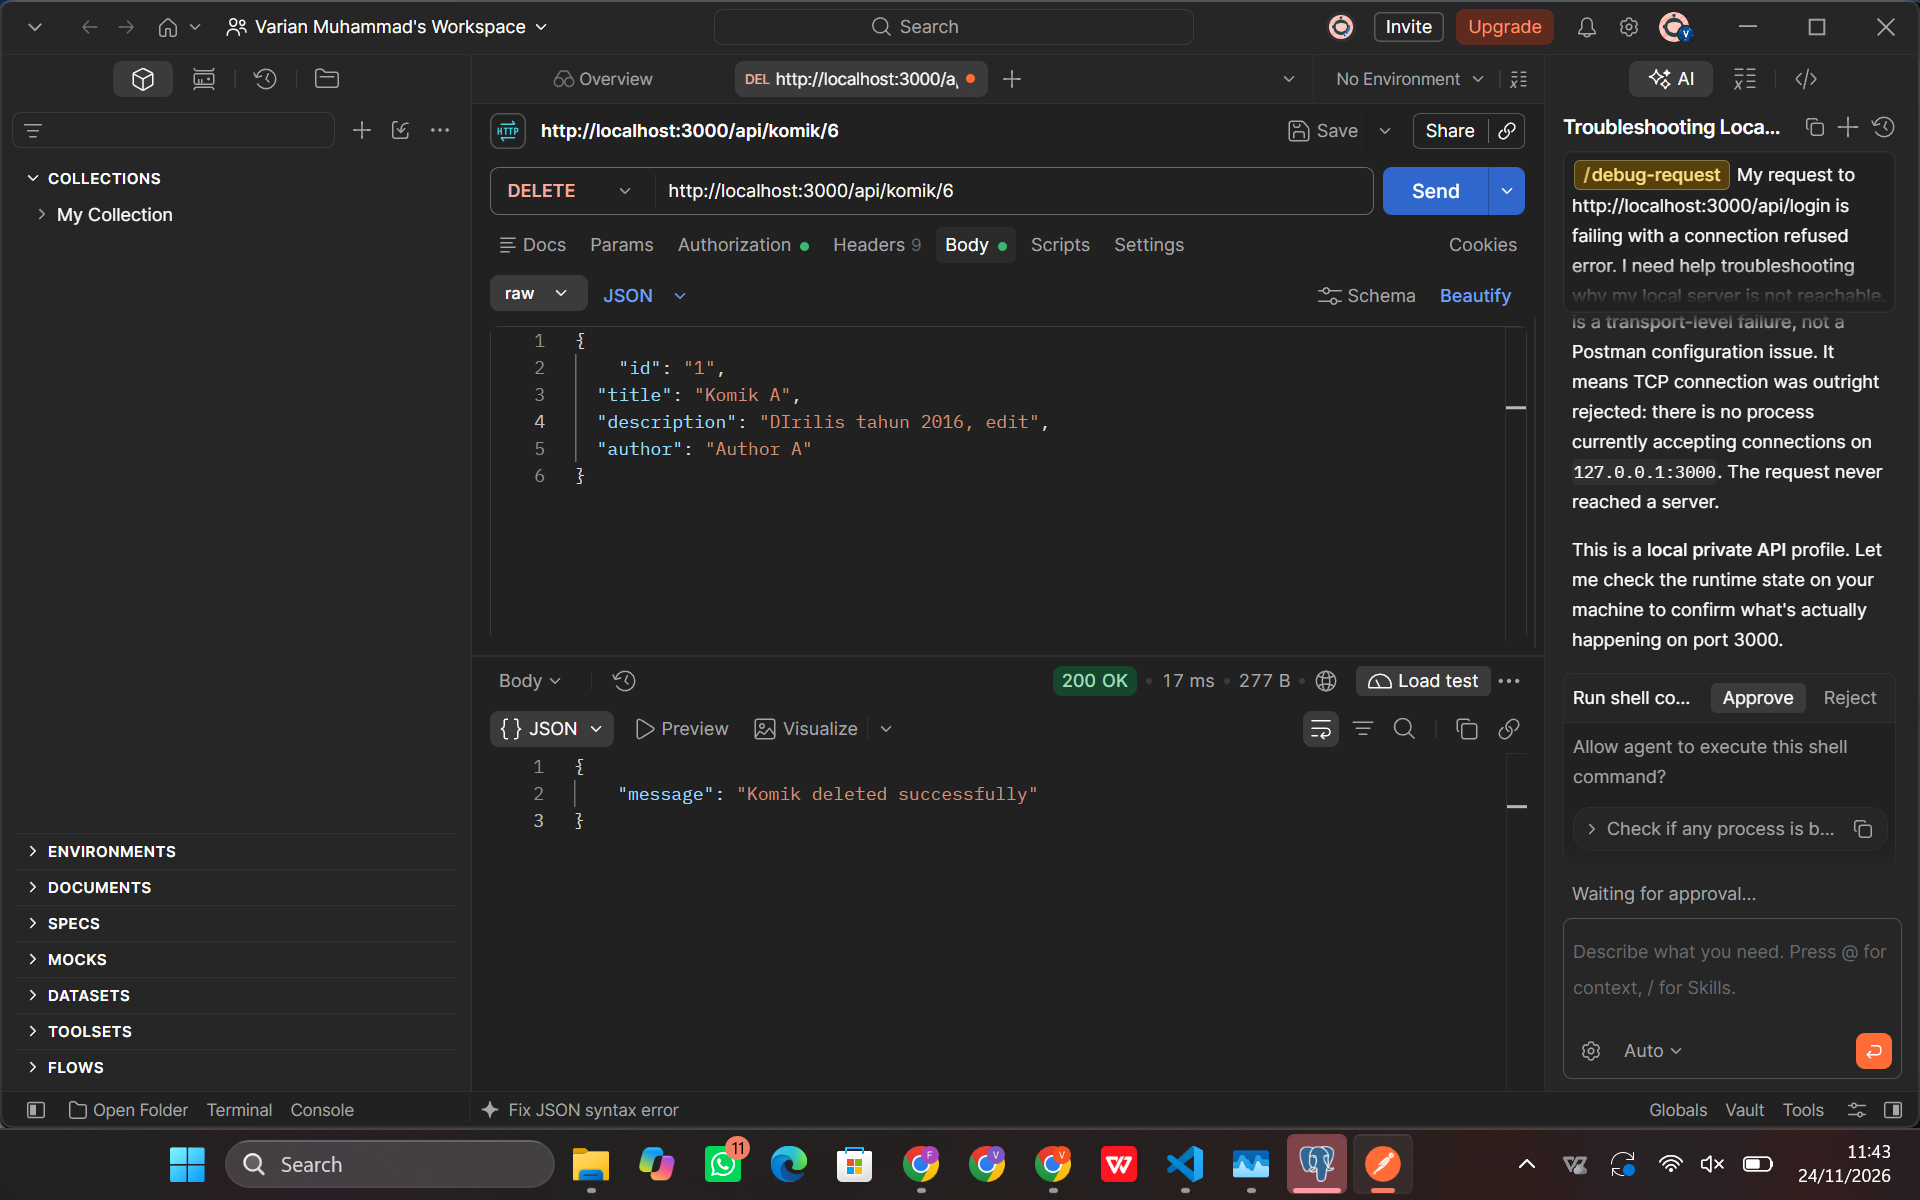 Varian Muhammad's Workspace
Search
Invite
Upgrade
Overview
DEL http://localhost:3000/a
No Environment
AI
HTTP
http://localhost:3000/api/komik/6
Save
Share
COLLECTIONS
My Collection
DELETE
http://localhost:3000/api/komik/6
Send
Docs
Params
Authorization
Headers 9
Body
Scripts
Settings
Cookies
raw
JSON
Schema
Beautify
1 {
2 "id": "1",
3 "title": "Komik A",
4 "description": "DIrilis tahun 2016, edit",
5 "author": "Author A"
6 }
Body
200 OK
17 ms
277 B
Load test
{} JSON
Preview
Visualize
1 {
2 "message": "Komik deleted successfully"
3 }
ENVIRONMENTS
DOCUMENTS
SPECS
MOCKS
DATASETS
TOOLSETS
FLOWS
Troubleshooting Loca...
/debug-request My request to
http://localhost:3000/api/login is
failing with a connection refused
error. I need help troubleshooting
why my local server is not reachable.
is a transport-level failure, not a
Postman configuration issue. It
means TCP connection was outright
rejected: there is no process
currently accepting connections on
127.0.0.1:3000. The request never
reached a server.
This is a local private API profile. Let
me check the runtime state on your
machine to confirm what's actually
happening on port 3000.
Run shell co...
Approve
Reject
Allow agent to execute this shell
command?
Check if any process is b...
Waiting for approval...
Describe what you need. Press @ for
context, / for Skills.
Auto
Open Folder
Terminal
Console
Fix JSON syntax error
Globals
Vault
Tools
Search
11
F
V
V
11:43
24/11/2026